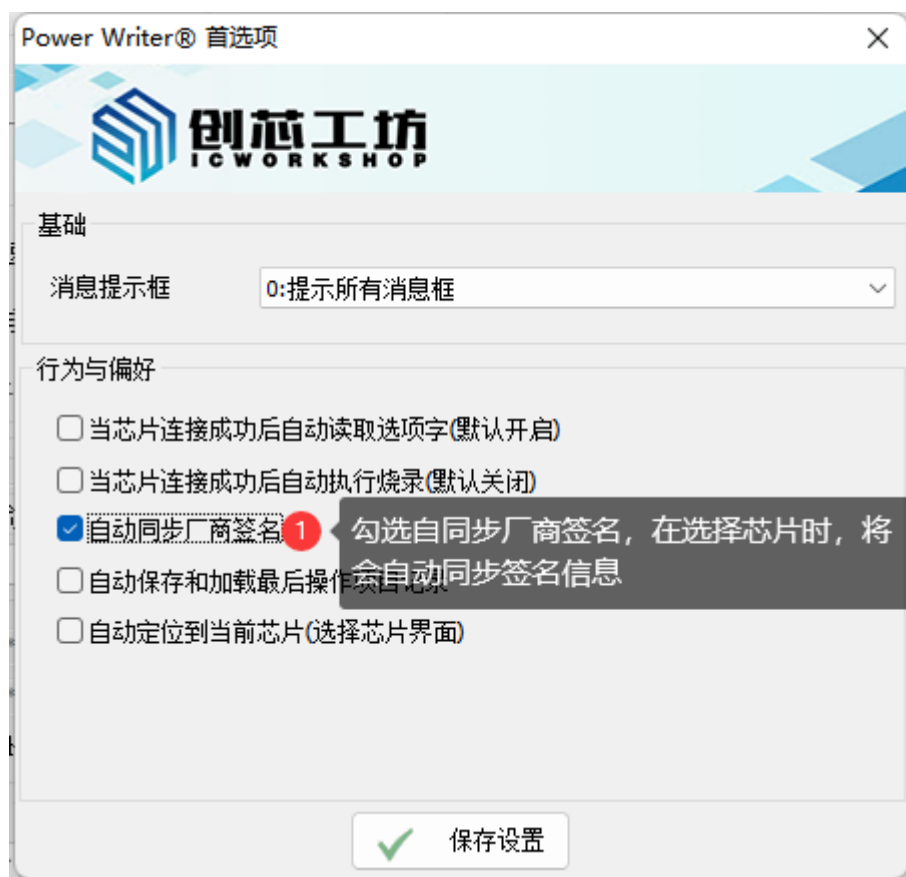 Power Writer® 首选项
创芯工坊
ICWORKSHOP
基础
消息提示框
0:提示所有消息框
行为与偏好
当芯片连接成功后自动读取选项字(默认开启)
当芯片连接成功后自动执行烧录(默认关闭)
自动同步厂商签名
1
勾选自同步厂商签名，在选择芯片时，将
会自动同步签名信息
自动保存和加载最后操作项目记录
自动定位到当前芯片(选择芯片界面)
保存设置